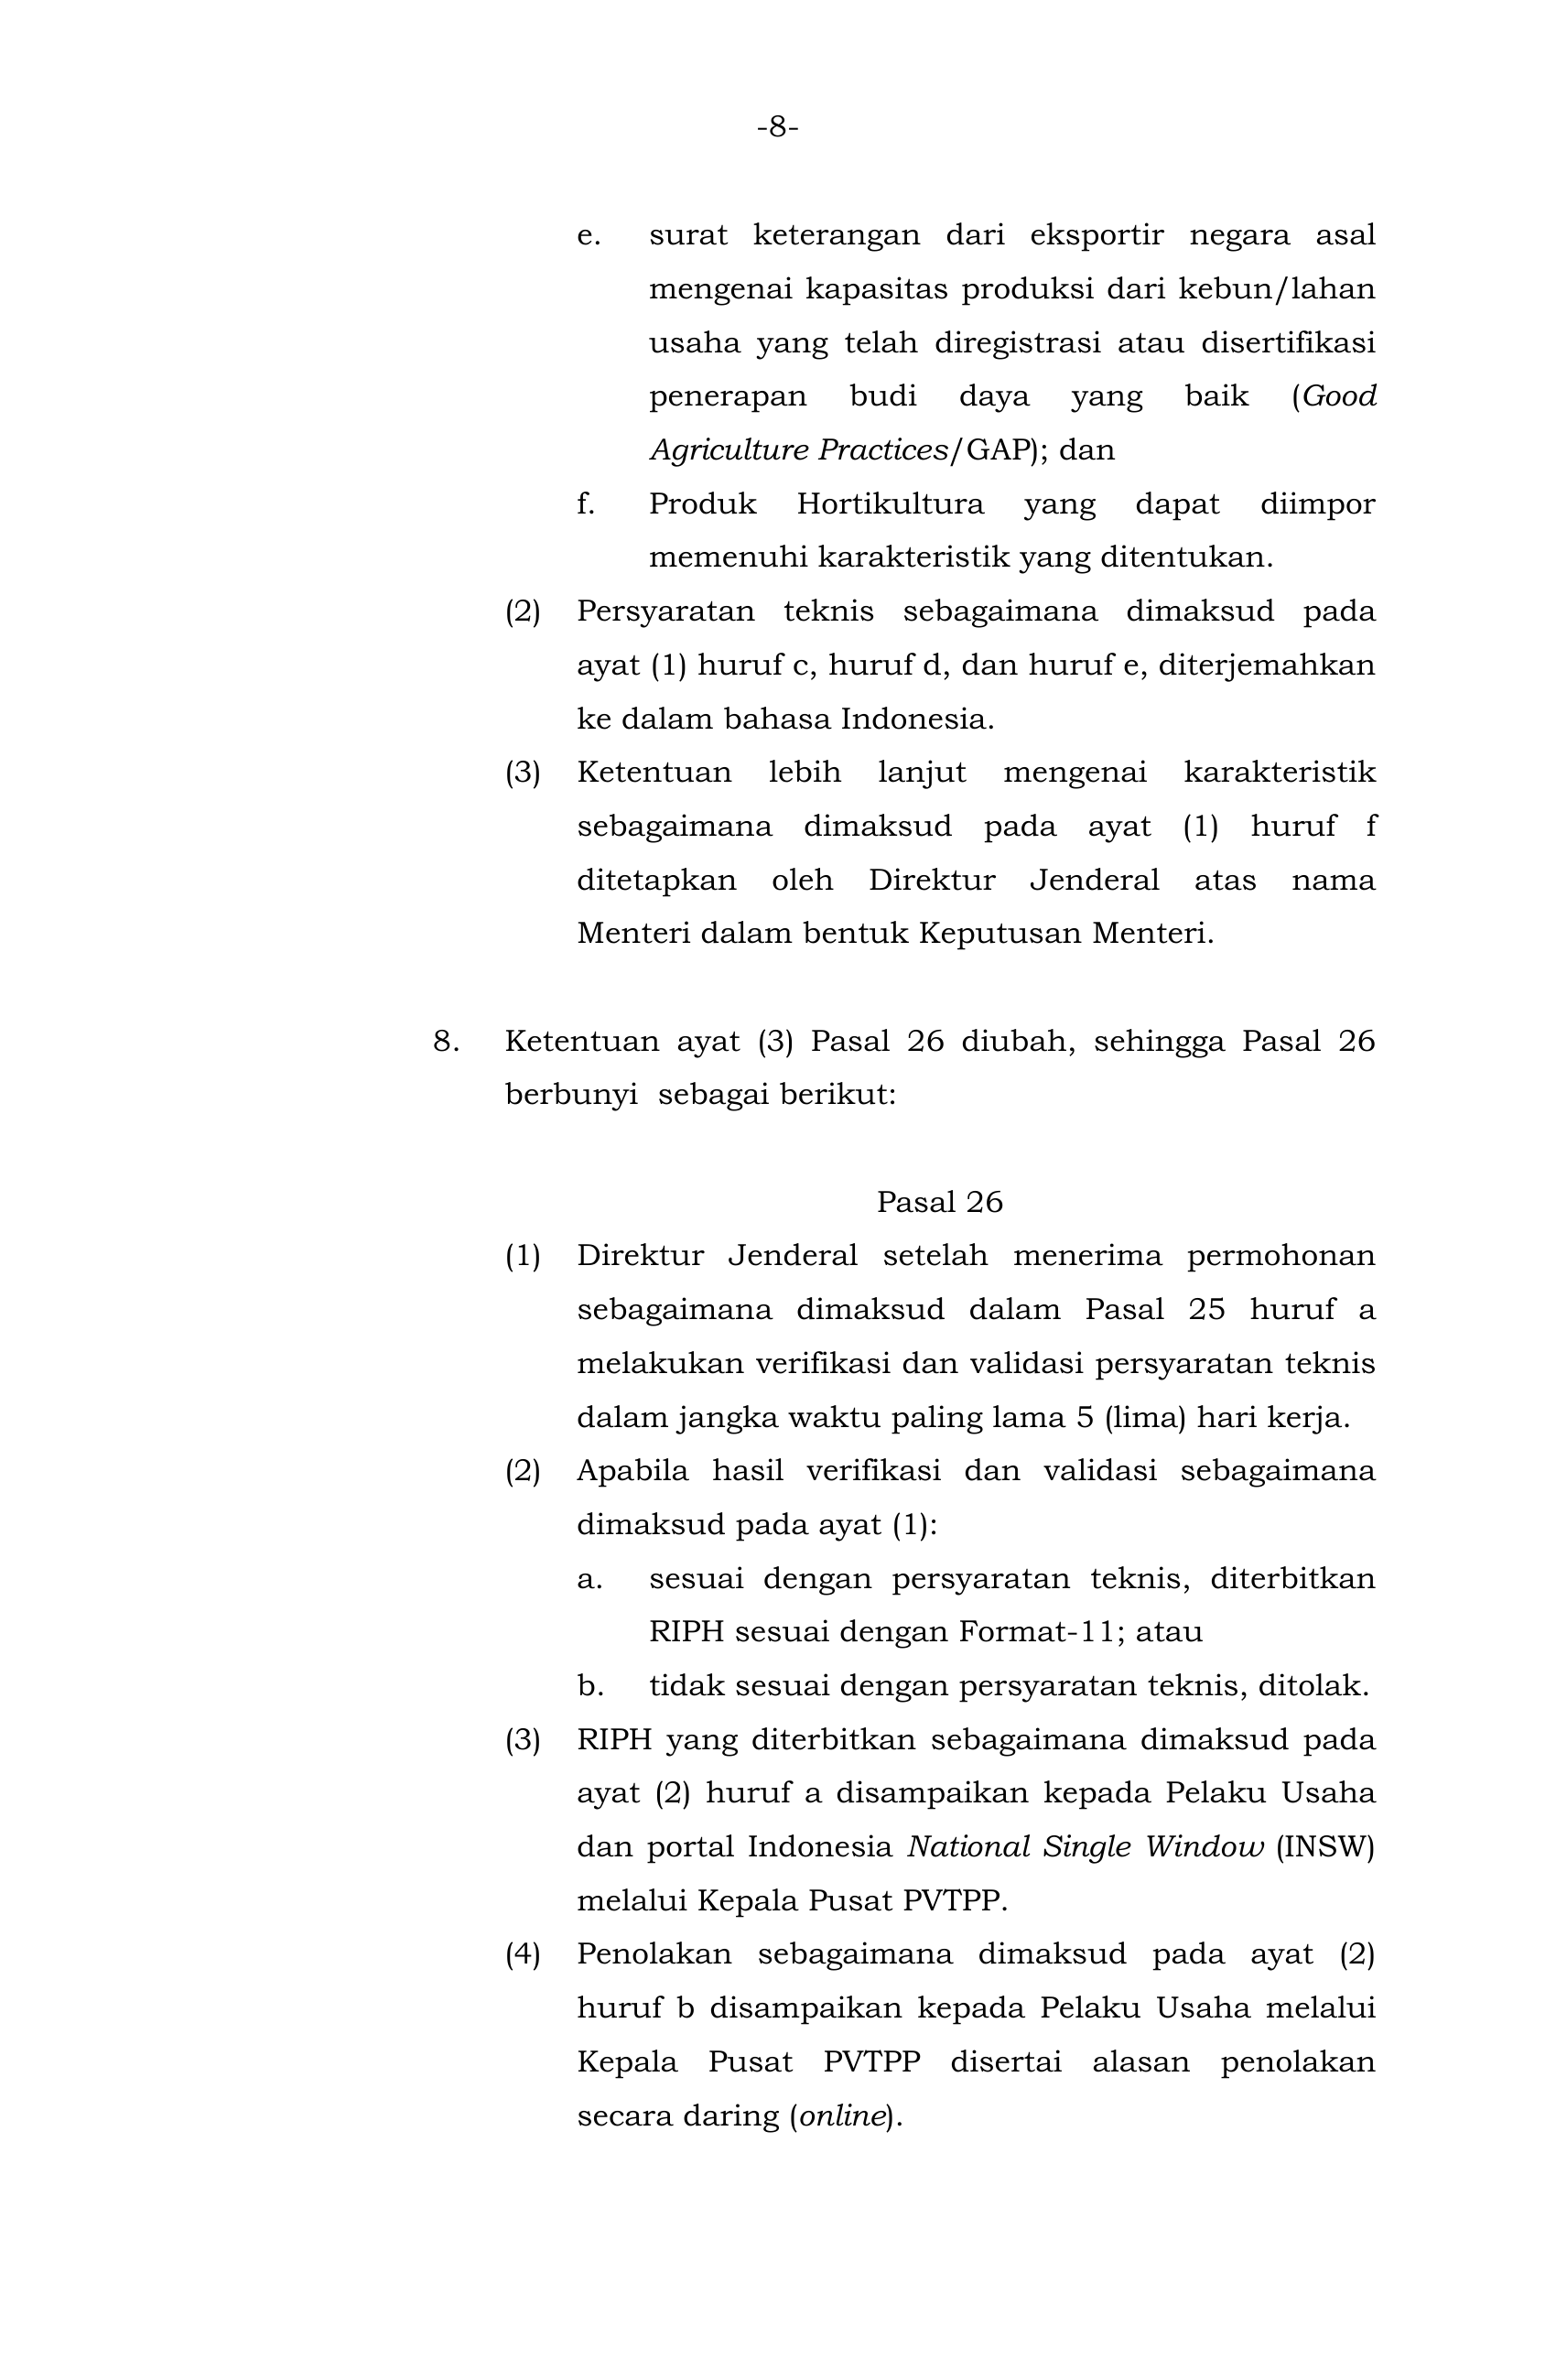 -8-
e. surat keterangan dari eksportir negara asal
mengenai kapasitas produksi dari kebun/lahan
usaha yang telah diregistrasi atau disertifikasi
penerapan budi daya yang baik (Good
Agriculture Practices/GAP); dan
f. Produk Hortikultura yang dapat diimpor
memenuhi karakteristik yang ditentukan.
(2) Persyaratan teknis sebagaimana dimaksud pada
ayat (1) huruf c, huruf d, dan huruf e, diterjemahkan
ke dalam bahasa Indonesia.
(3) Ketentuan lebih lanjut mengenai karakteristik
sebagaimana dimaksud pada ayat (1) huruf f
ditetapkan oleh Direktur Jenderal atas nama
Menteri dalam bentuk Keputusan Menteri.
8. Ketentuan ayat (3) Pasal 26 diubah, sehingga Pasal 26
berbunyi sebagai berikut:
Pasal 26
(1) Direktur Jenderal setelah menerima permohonan
sebagaimana dimaksud dalam Pasal 25 huruf a
melakukan verifikasi dan validasi persyaratan teknis
dalam jangka waktu paling lama 5 (lima) hari kerja.
(2) Apabila hasil verifikasi dan validasi sebagaimana
dimaksud pada ayat (1):
a. sesuai dengan persyaratan teknis, diterbitkan
RIPH sesuai dengan Format-11; atau
b. tidak sesuai dengan persyaratan teknis, ditolak.
(3) RIPH yang diterbitkan sebagaimana dimaksud pada
ayat (2) huruf a disampaikan kepada Pelaku Usaha
dan portal Indonesia National Single Window (INSW)
melalui Kepala Pusat PVTPP.
(4) Penolakan sebagaimana dimaksud pada ayat (2)
huruf b disampaikan kepada Pelaku Usaha melalui
Kepala Pusat PVTPP disertai alasan penolakan
secara daring (online).